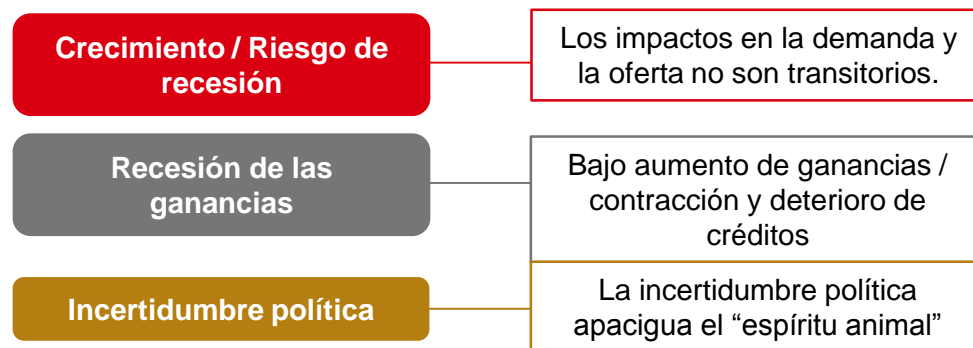 Crecimiento / Riesgo de
recesión
Los impactos en la demanda y
la oferta no son transitorios.
Recesión de las
ganancias
Bajo aumento de ganancias /
contracción y deterioro de
créditos
Incertidumbre política
La incertidumbre política
apacigua el “espíritu animal”